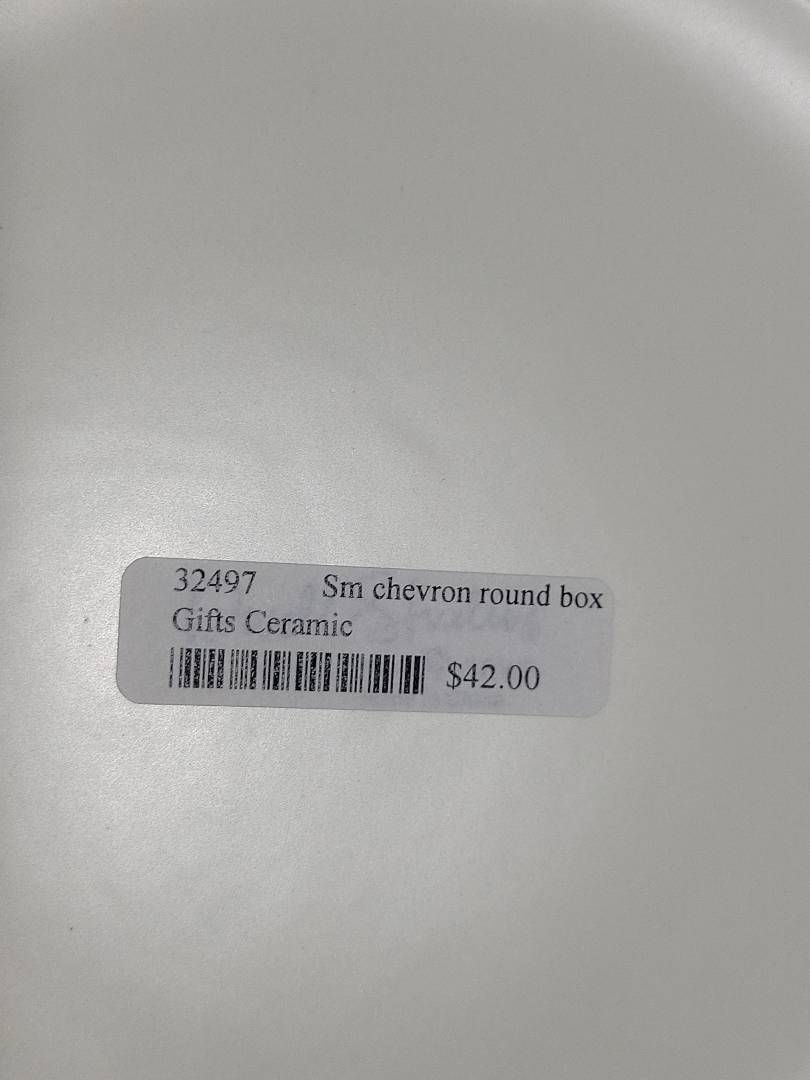 32497 Sm chevron round box
Gifts Ceramic
$42.00